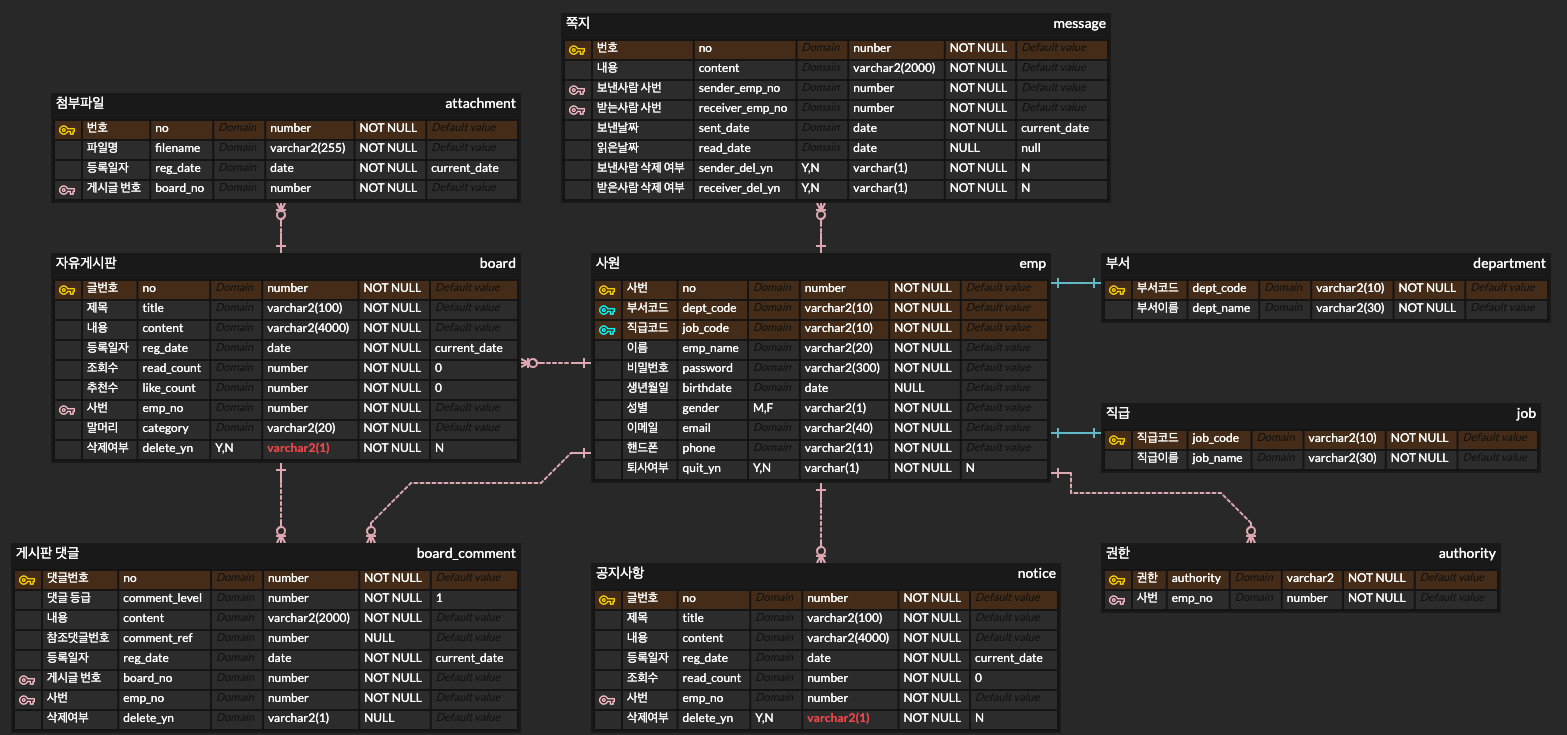 쪽지 message
번호 no Domain nunber NOT NULL Default value
내용 content Domain varchar2(2000) NOT NULL Default value
보낸사람 사번 sender_emp_no Domain number NOT NULL Default value
받는사람 사번 receiver_emp_no Domain number NOT NULL Default value
보낸날짜 sent_date Domain date NOT NULL current_date
읽은날짜 read_date Domain date NULL null
보낸사람 삭제 여부 sender_del_yn Y,N varchar(1) NOT NULL N
받은사람 삭제 여부 receiver_del_yn Y,N varchar(1) NOT NULL N
첨부파일 attachment
번호 no Domain number NOT NULL Default value
파일명 filename Domain varchar2(255) NOT NULL Default value
등록일자 reg_date Domain date NOT NULL current_date
게시글 번호 board_no Domain number NOT NULL Default value
자유게시판 board
글번호 no Domain number NOT NULL Default value
제목 title Domain varchar2(100) NOT NULL Default value
내용 content Domain varchar2(4000) NOT NULL Default value
등록일자 reg_date Domain date NOT NULL current_date
조회수 read_count Domain number NOT NULL 0
추천수 like_count Domain number NOT NULL 0
사번 emp_no Domain number NOT NULL Default value
말머리 category Domain varchar2(20) NOT NULL Default value
삭제여부 delete_yn Y,N varchar2(1) NOT NULL N
사원 emp
사번 no Domain number NOT NULL Default value
부서코드 dept_code Domain varchar2(10) NOT NULL Default value
직급코드 job_code Domain varchar2(10) NOT NULL Default value
이름 emp_name Domain varchar2(20) NOT NULL Default value
비밀번호 password Domain varchar2(300) NOT NULL Default value
생년월일 birthdate Domain date NULL Default value
성별 gender M,F varchar2(1) NOT NULL Default value
이메일 email Domain varchar2(40) NOT NULL Default value
핸드폰 phone Domain varchar2(11) NOT NULL Default value
퇴사여부 quit_yn Y,N varchar(1) NOT NULL N
부서 department
부서코드 dept_code Domain varchar2(10) NOT NULL Default value
부서이름 dept_name Domain varchar2(30) NOT NULL Default value
직급 job
직급코드 job_code Domain varchar2(10) NOT NULL Default value
직급이름 job_name Domain varchar2(30) NOT NULL Default value
게시판 댓글 board_comment
댓글번호 no Domain number NOT NULL Default value
댓글 등급 comment_level Domain number NOT NULL 1
내용 content Domain varchar2(2000) NOT NULL Default value
참조댓글번호 comment_ref Domain number NULL Default value
등록일자 reg_date Domain date NOT NULL current_date
게시글 번호 board_no Domain number NOT NULL Default value
사번 emp_no Domain number NOT NULL Default value
삭제여부 delete_yn Domain varchar2(1) NULL Default value
공지사항 notice
글번호 no Domain number NOT NULL Default value
제목 title Domain varchar2(100) NOT NULL Default value
내용 content Domain varchar2(4000) NOT NULL Default value
등록일자 reg_date Domain date NOT NULL current_date
조회수 read_count Domain number NOT NULL 0
사번 emp_no Domain number NOT NULL Default value
삭제여부 delete_yn Y,N varchar2(1) NOT NULL N
권한 authority
권한 authority Domain varchar2 NOT NULL Default value
사번 emp_no Domain number NOT NULL Default value